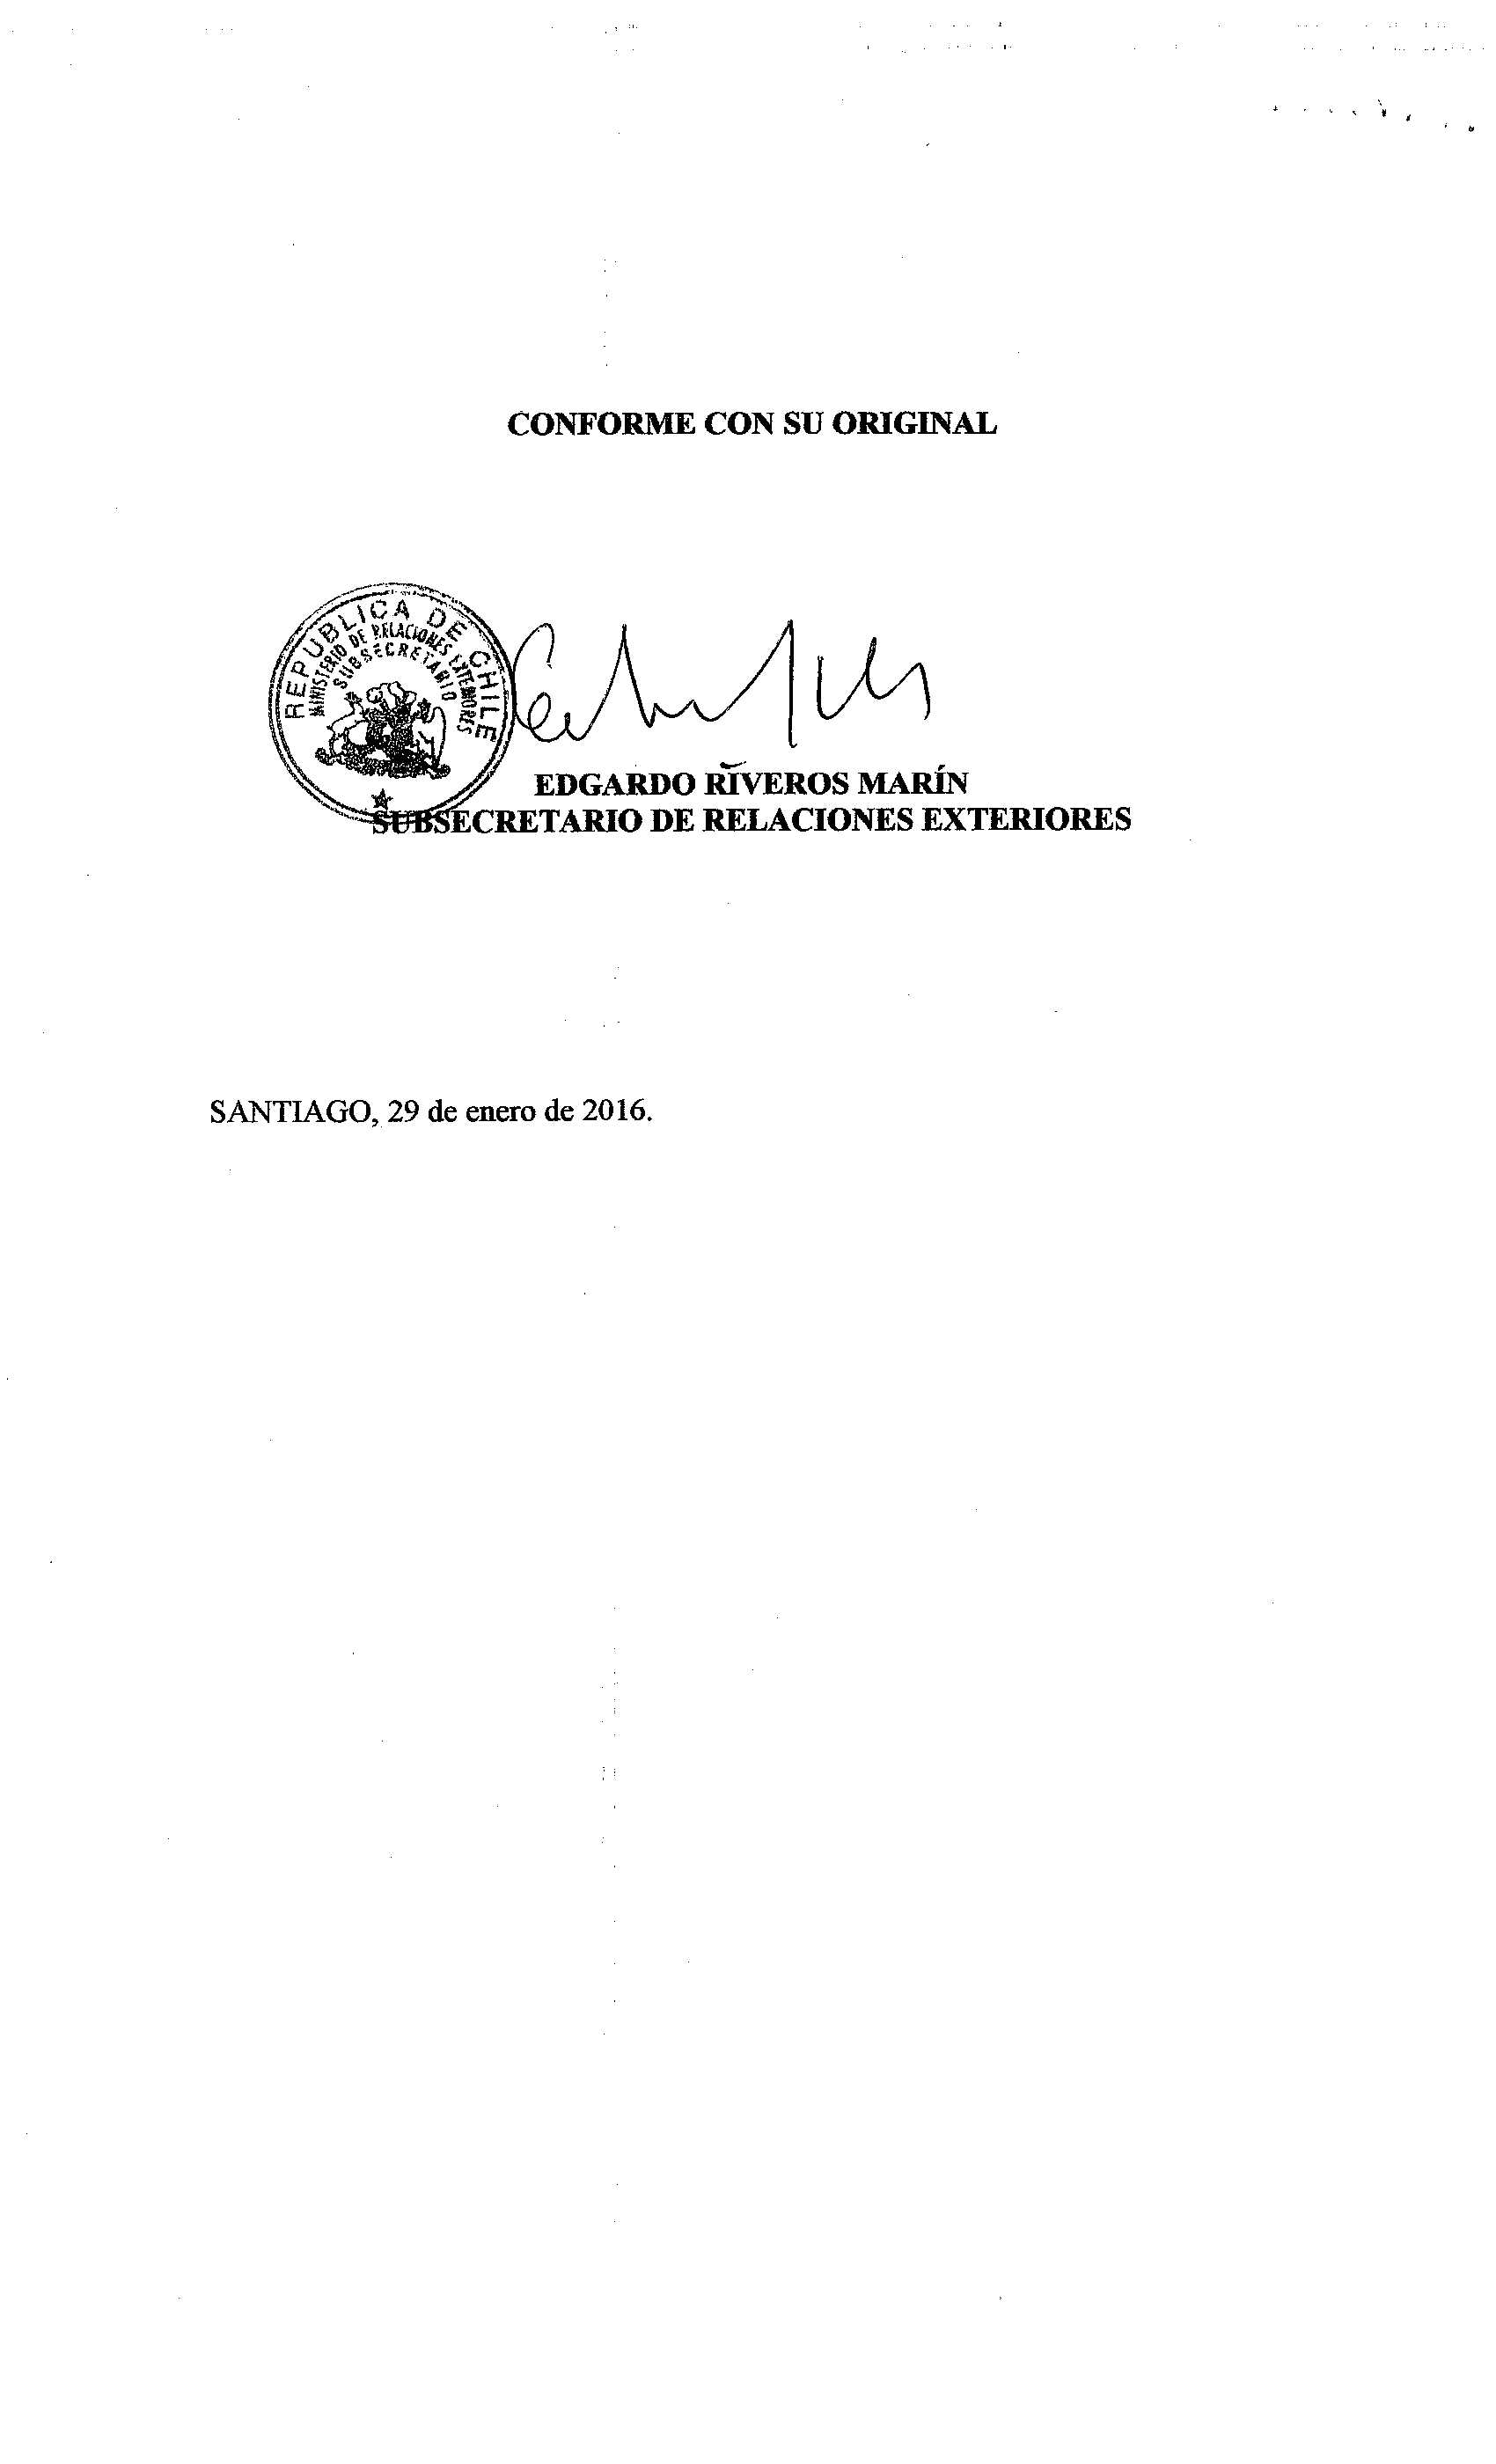 CONFORME CON SU ORIGINAL
REPUBLICA DE CHILE
MINISTERIO DE RELACIONES EXTERIORES
SUBSECRETARIO
EDGARDO RIVEROS MARÍN
SUBSECRETARIO DE RELACIONES EXTERIORES
SANTIAGO, 29 de enero de 2016.